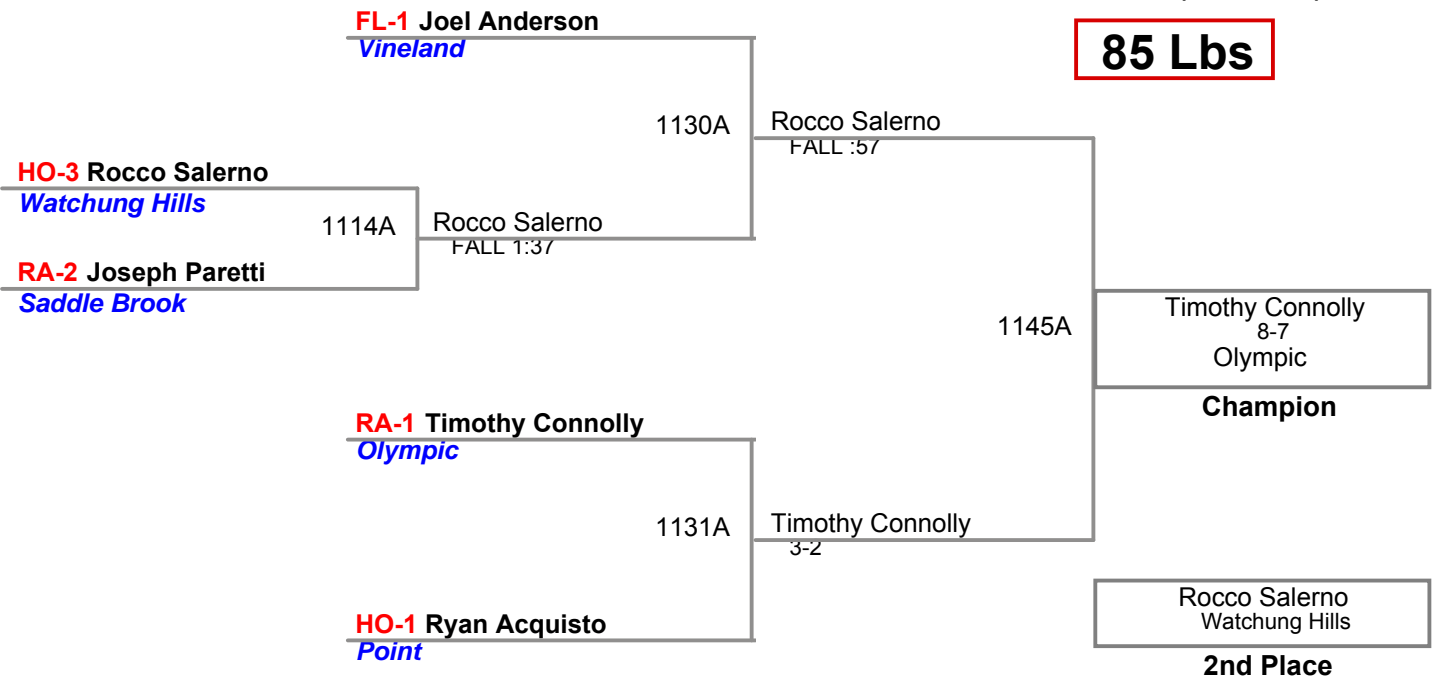 FL-1 Joel Anderson
Vineland
85 Lbs
1130A
Rocco Salerno
FALL :57
HO-3 Rocco Salerno
Watchung Hills
1114A
Rocco Salerno
FALL 1:37
RA-2 Joseph Paretti
Saddle Brook
1145A
Timothy Connolly
8-7
Olympic
Champion
RA-1 Timothy Connolly
Olympic
1131A
Timothy Connolly
3-2
HO-1 Ryan Acquisto
Point
Rocco Salerno
Watchung Hills
2nd Place